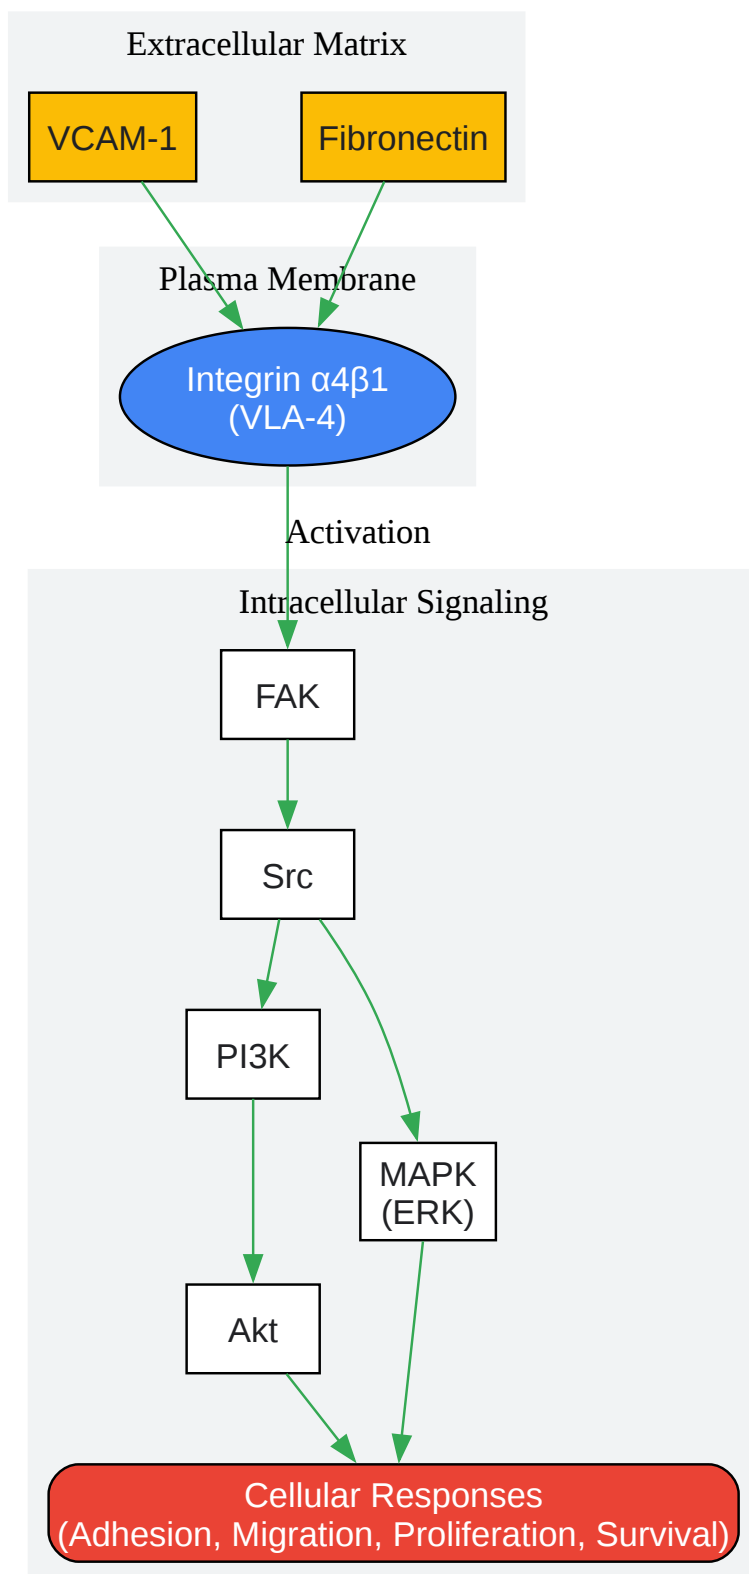 Extracellular Matrix
VCAM-1
Fibronectin
Plasma Membrane
Integrin α4β1
(VLA-4)
Activation
Intracellular Signaling
FAK
Src
PI3K
MAPK
(ERK)
Akt
Cellular Responses
(Adhesion, Migration, Proliferation, Survival)